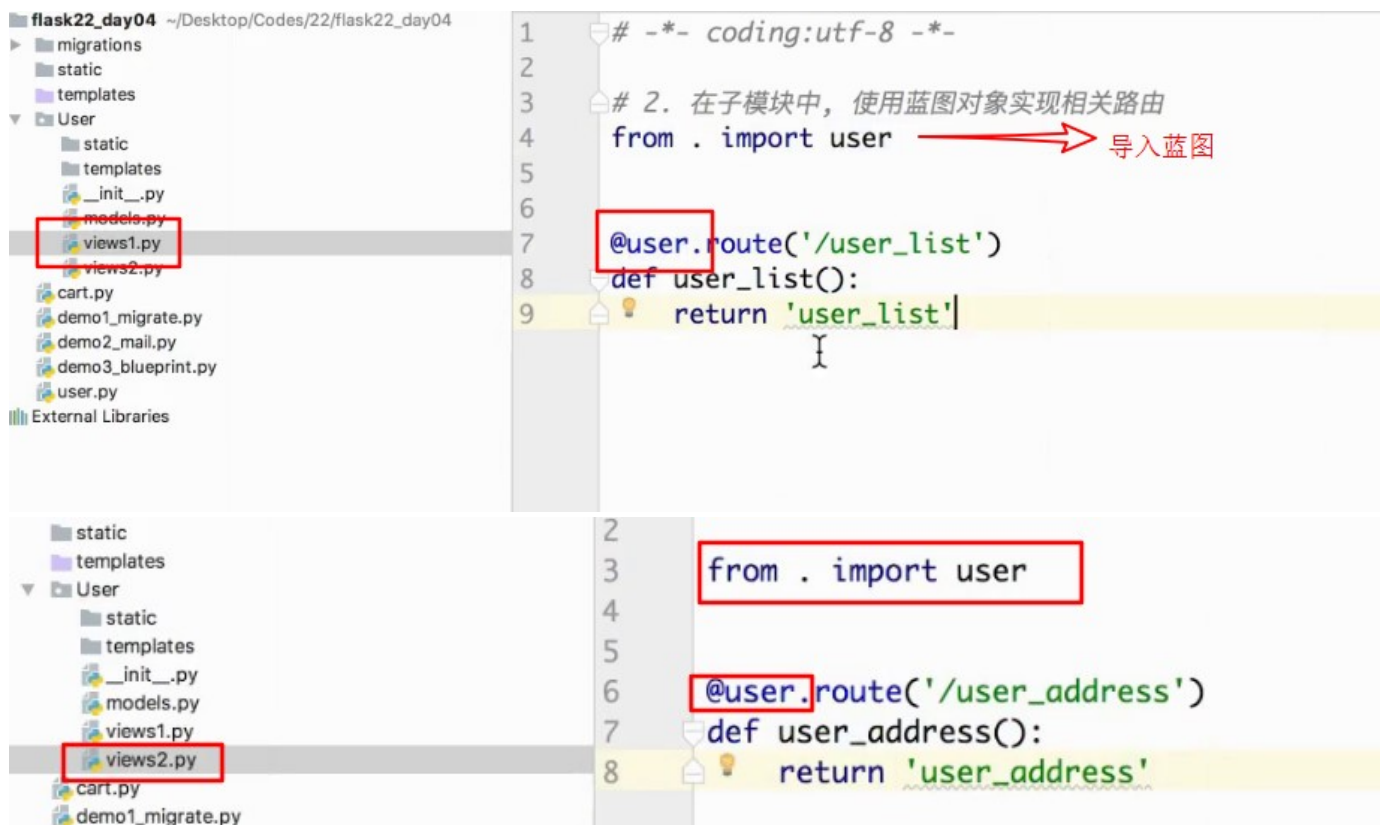 flask22_day04 ~/Desktop/Codes/22/flask22_day04
migrations
static
templates
User
static
templates
__init__.py
models.py
views1.py
views2.py
cart.py
demo1_migrate.py
demo2_mail.py
demo3_blueprint.py
user.py
External Libraries
1 # -*- coding:utf-8 -*-
2
3 # 2. 在子模块中，使用蓝图对象实现相关路由
4 from . import user 导入蓝图
5
6
7 @user.route('/user_list')
8 def user_list():
9 return 'user_list'
static
templates
User
static
templates
__init__.py
models.py
views1.py
views2.py
cart.py
demo1_migrate.py
2
3 from . import user
4
5
6 @user.route('/user_address')
7 def user_address():
8 return 'user_address'